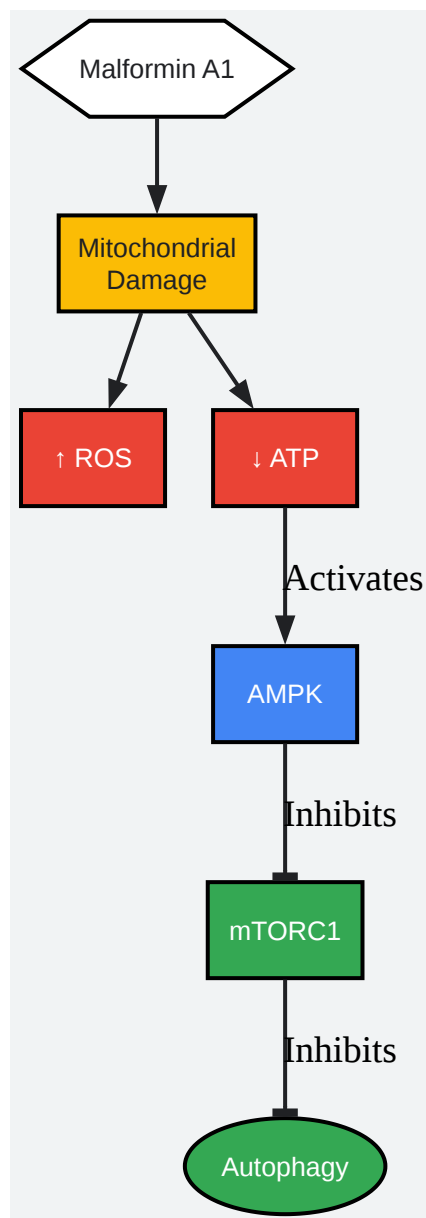 Malformin A1
Mitochondrial
Damage
↑ ROS
↓ ATP
Activates
AMPK
Inhibits
mTORC1
Inhibits
Autophagy